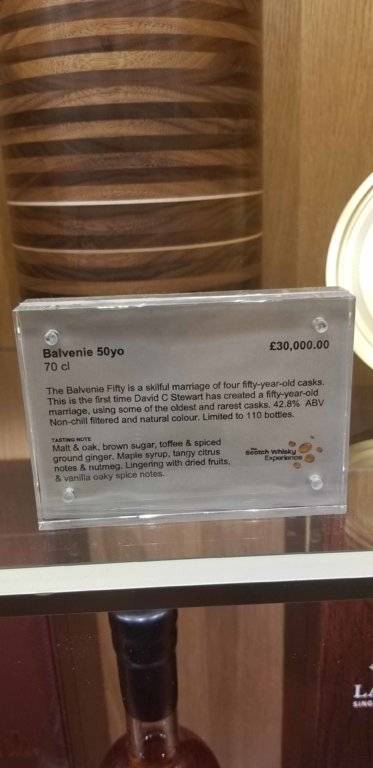 Balvenie 50yo £30,000.00
70 cl
The Balvenie Fifty is a skilful marriage of four fifty-year-old casks.
This is the first time David C Stewart has created a fifty-year-old
marriage, using some of the oldest and rarest casks. 42.8% ABV
Non-chill filtered and natural colour. Limited to 110 bottles.
TASTING NOTE
Malt & oak, brown sugar, toffee & spiced
ground ginger, Maple syrup, tangy citrus
notes & nutmeg. Lingering with dried fruits,
& vanilla oaky spice notes.
The
Scotch Whisky
Experience